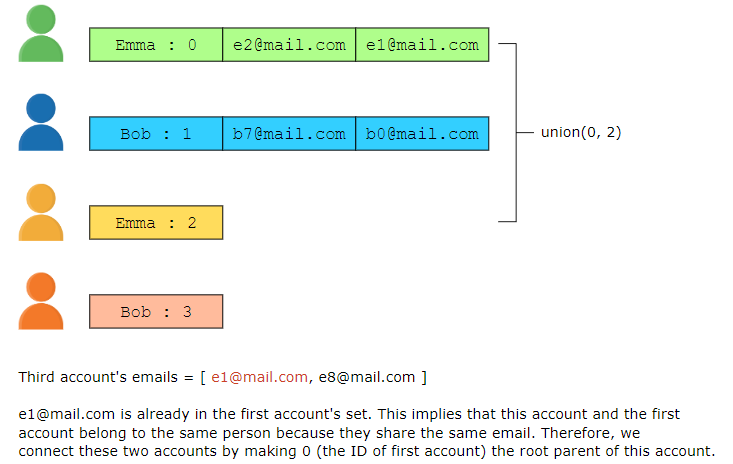 Emma : 0 e2@mail.com e1@mail.com
Bob : 1 b7@mail.com b0@mail.com
union(0, 2)
Emma : 2
Bob : 3
Third account's emails = [ e1@mail.com, e8@mail.com ]
e1@mail.com is already in the first account's set. This implies that this account and the first
account belong to the same person because they share the same email. Therefore, we
connect these two accounts by making 0 (the ID of first account) the root parent of this account.